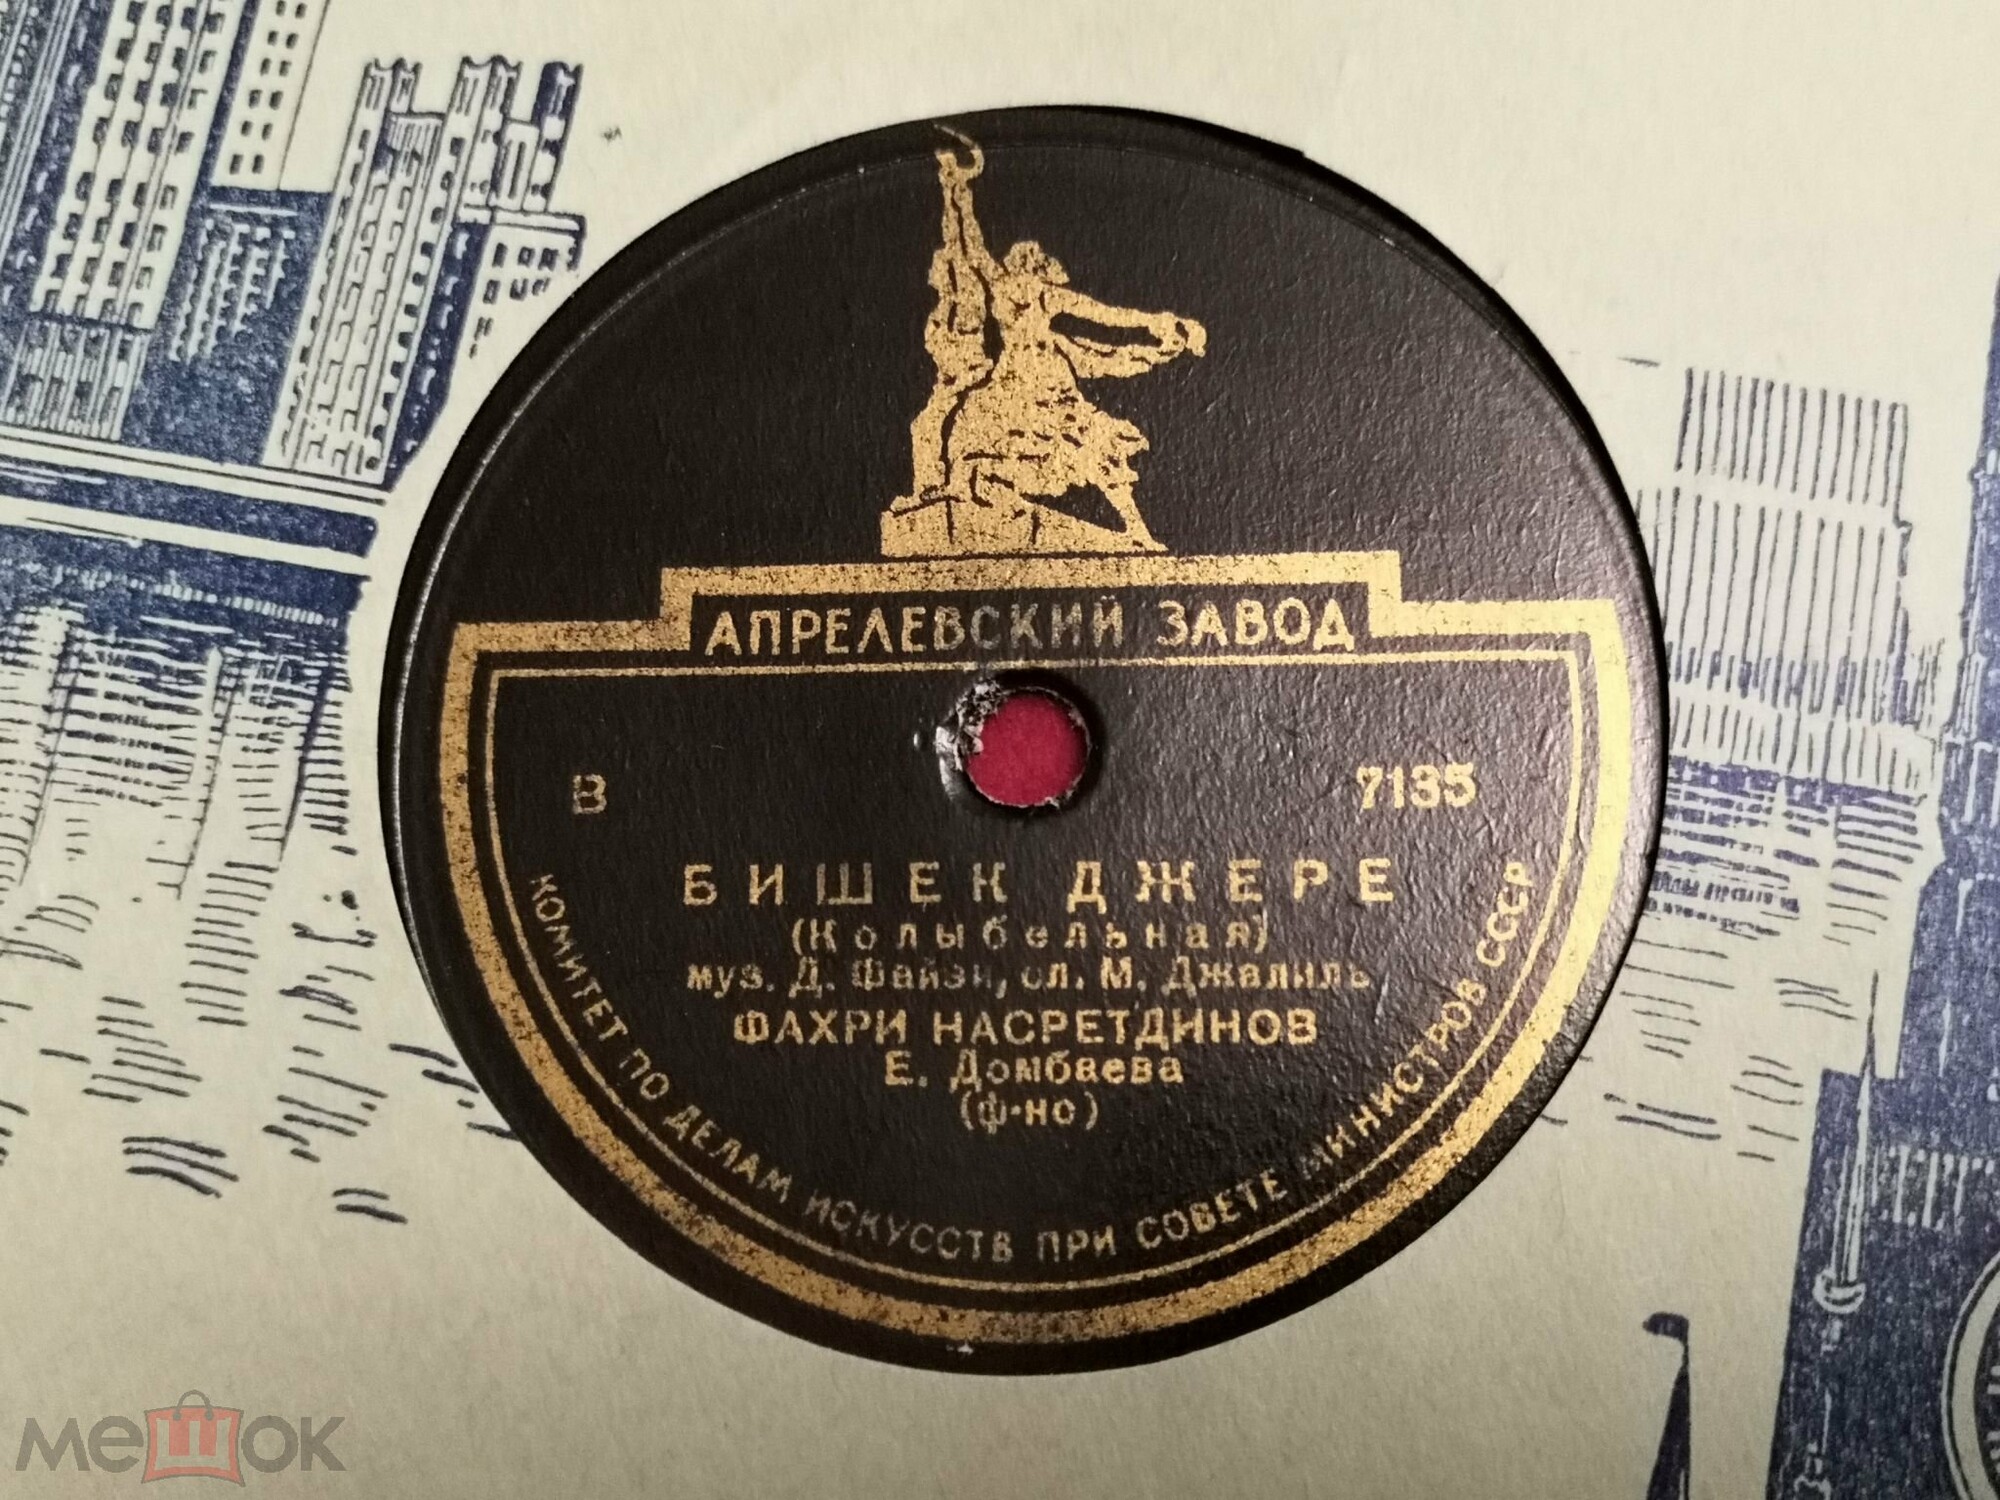 АПРЕЛЕВСКИЙ ЗАВОД
В 7135
БИШЕК ДЖЕРЕ
(Колыбельная)
муз. Д. Файзи, сл. М. Джалиль
ФАХРИ НАСРЕТДИНОВ
Е. Домбаева
(ф-но)
КОМИТЕТ ПО ДЕЛАМ ИСКУССТВ ПРИ СОВЕТЕ МИНИСТРОВ СССР
мешок